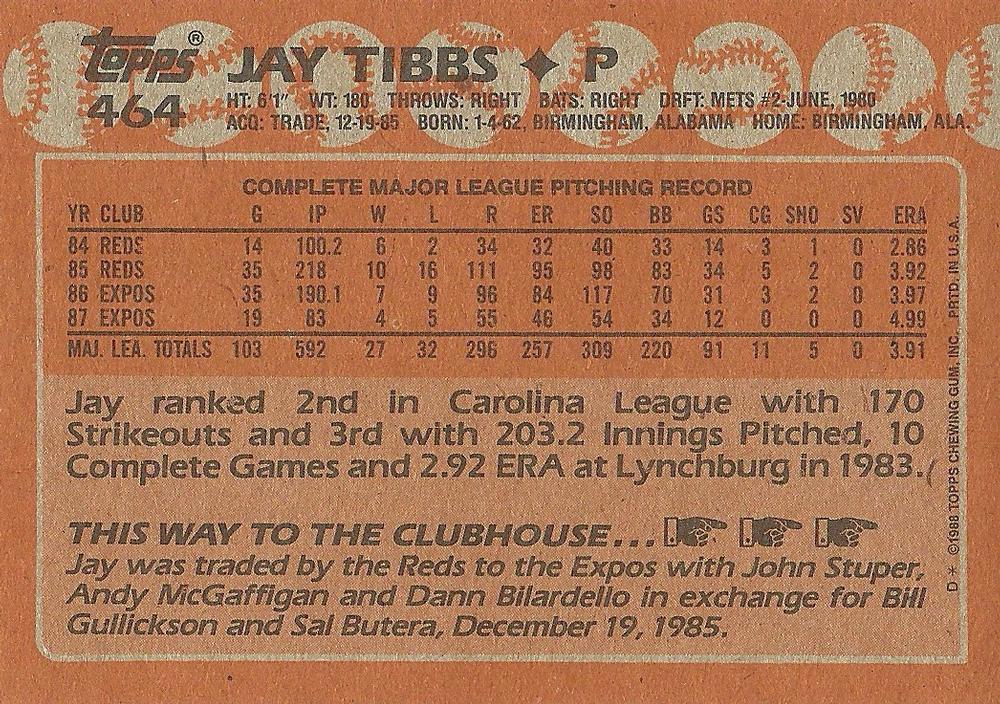 topps® JAY TIBBS ✦ P
464 HT: 6'1" WT: 180 THROWS: RIGHT BATS: RIGHT DRFT: METS #2-JUNE, 1980
ACQ: TRADE, 12-19-85 BORN: 1-4-62, BIRMINGHAM, ALABAMA HOME: BIRMINGHAM, ALA.
COMPLETE MAJOR LEAGUE PITCHING RECORD
YR CLUB G IP W L R ER SO BB GS CG SHO SV ERA
84 REDS 14 100.2 6 2 34 32 40 33 14 3 1 0 2.86
85 REDS 35 218 10 16 111 95 98 83 34 5 2 0 3.92
86 EXPOS 35 190.1 7 9 96 84 117 70 31 3 2 0 3.97
87 EXPOS 19 83 4 5 55 46 54 34 12 0 0 0 4.99
MAJ. LEA. TOTALS 103 592 27 32 296 257 309 220 91 11 5 0 3.91
Jay ranked 2nd in Carolina League with 170
Strikeouts and 3rd with 203.2 Innings Pitched, 10
Complete Games and 2.92 ERA at Lynchburg in 1983.
THIS WAY TO THE CLUBHOUSE...
Jay was traded by the Reds to the Expos with John Stuper,
Andy McGaffigan and Dann Bilardello in exchange for Bill
Gullickson and Sal Butera, December 19, 1985.
D* ©1988 TOPPS CHEWING GUM, INC. PRTD. IN U.S.A.